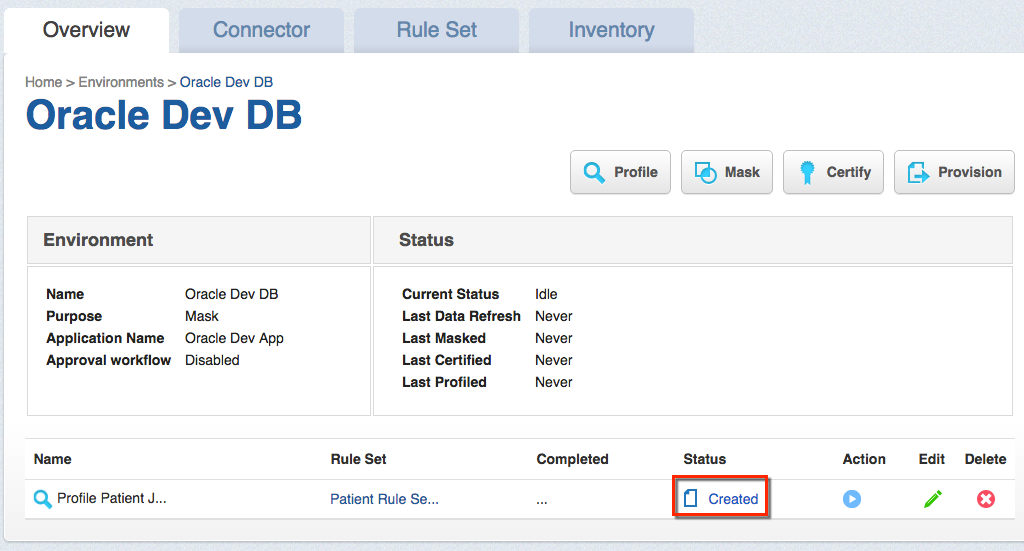 Overview Connector Rule Set Inventory
Home > Environments > Oracle Dev DB
Oracle Dev DB
Profile Mask Certify Provision
Environment Status
Name Oracle Dev DB Current Status Idle
Purpose Mask Last Data Refresh Never
Application Name Oracle Dev App Last Masked Never
Approval workflow Disabled Last Certified Never
Last Profiled Never
Name Rule Set Completed Status Action Edit Delete
Profile Patient J... Patient Rule Se... ... Created